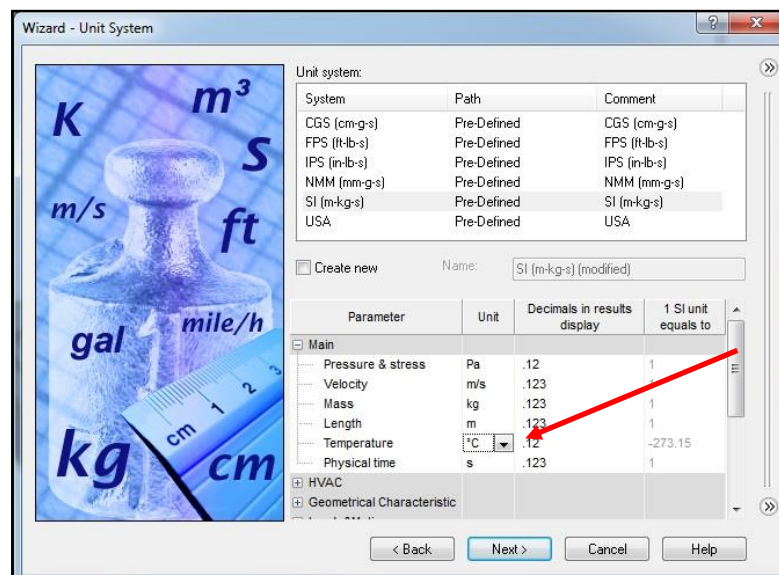 Wizard - Unit System
K
m³
S
m/s
ft
gal
mile/h
cm 1 2 3
kg
cm
Unit system:
System Path Comment
CGS (cm-g-s) Pre-Defined CGS (cm-g-s)
FPS (ft-lb-s) Pre-Defined FPS (ft-lb-s)
IPS (in-lb-s) Pre-Defined IPS (in-lb-s)
NMM (mm-g-s) Pre-Defined NMM (mm-g-s)
SI (m-kg-s) Pre-Defined SI (m-kg-s)
USA Pre-Defined USA
Create new Name: SI (m-kg-s) (modified)
Parameter Unit Decimals in results display 1 SI unit equals to
Main
Pressure & stress Pa .12 1
Velocity m/s .123
Mass kg .123 1
Length m .123 1
Temperature °C .12 -273.15
Physical time s .123 1
HVAC
Geometrical Characteristic
< Back Next > Cancel Help